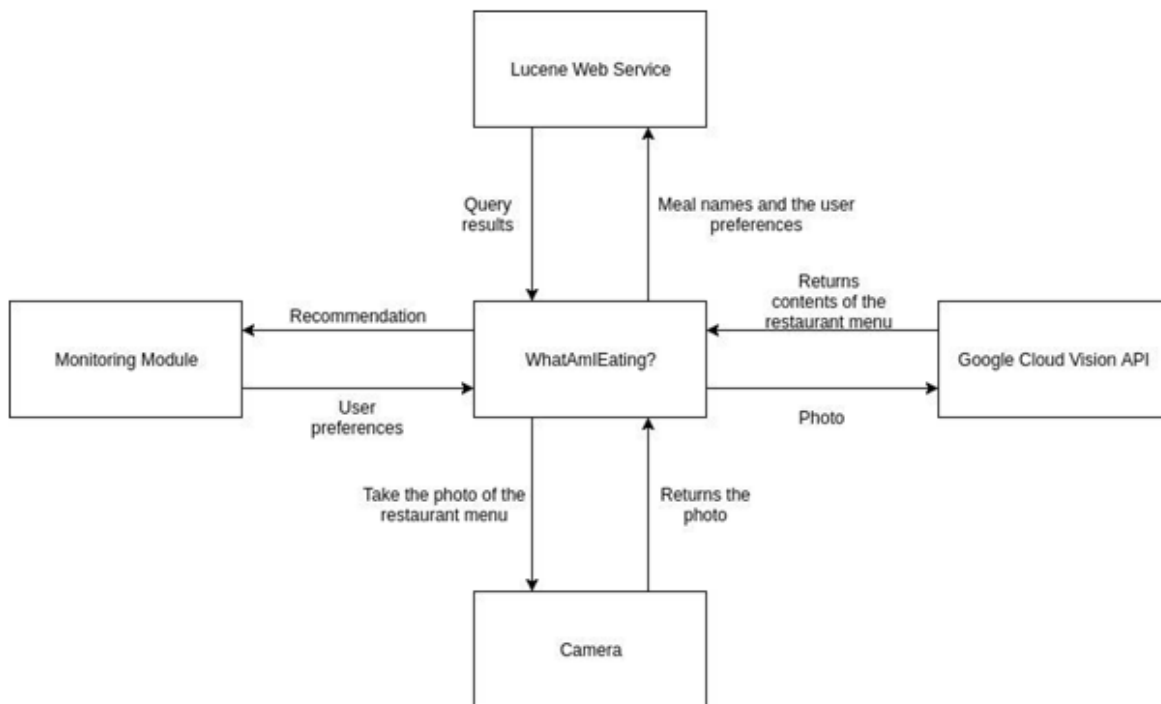 Lucene Web Service
Query
results
Meal names and the user
preferences
Returns
contents of the
restaurant menu
Recommendation
Monitoring Module
WhatAmIEating?
Google Cloud Vision API
User
preferences
Photo
Take the photo of the
restaurant menu
Returns the
photo
Camera